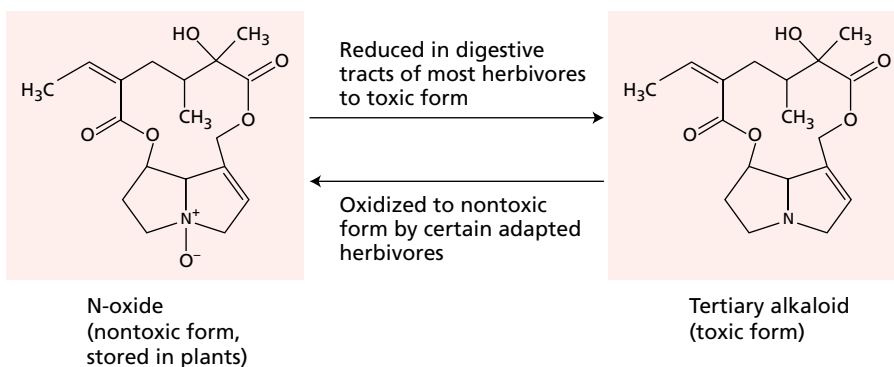 HO CH3
O
H3C
CH3
O
O
O
N+
O−
Reduced in digestive
tracts of most herbivores
to toxic form
Oxidized to nontoxic
form by certain adapted
herbivores
HO CH3
O
H3C
CH3
O
O
O
N
N-oxide
(nontoxic form,
stored in plants)
Tertiary alkaloid
(toxic form)